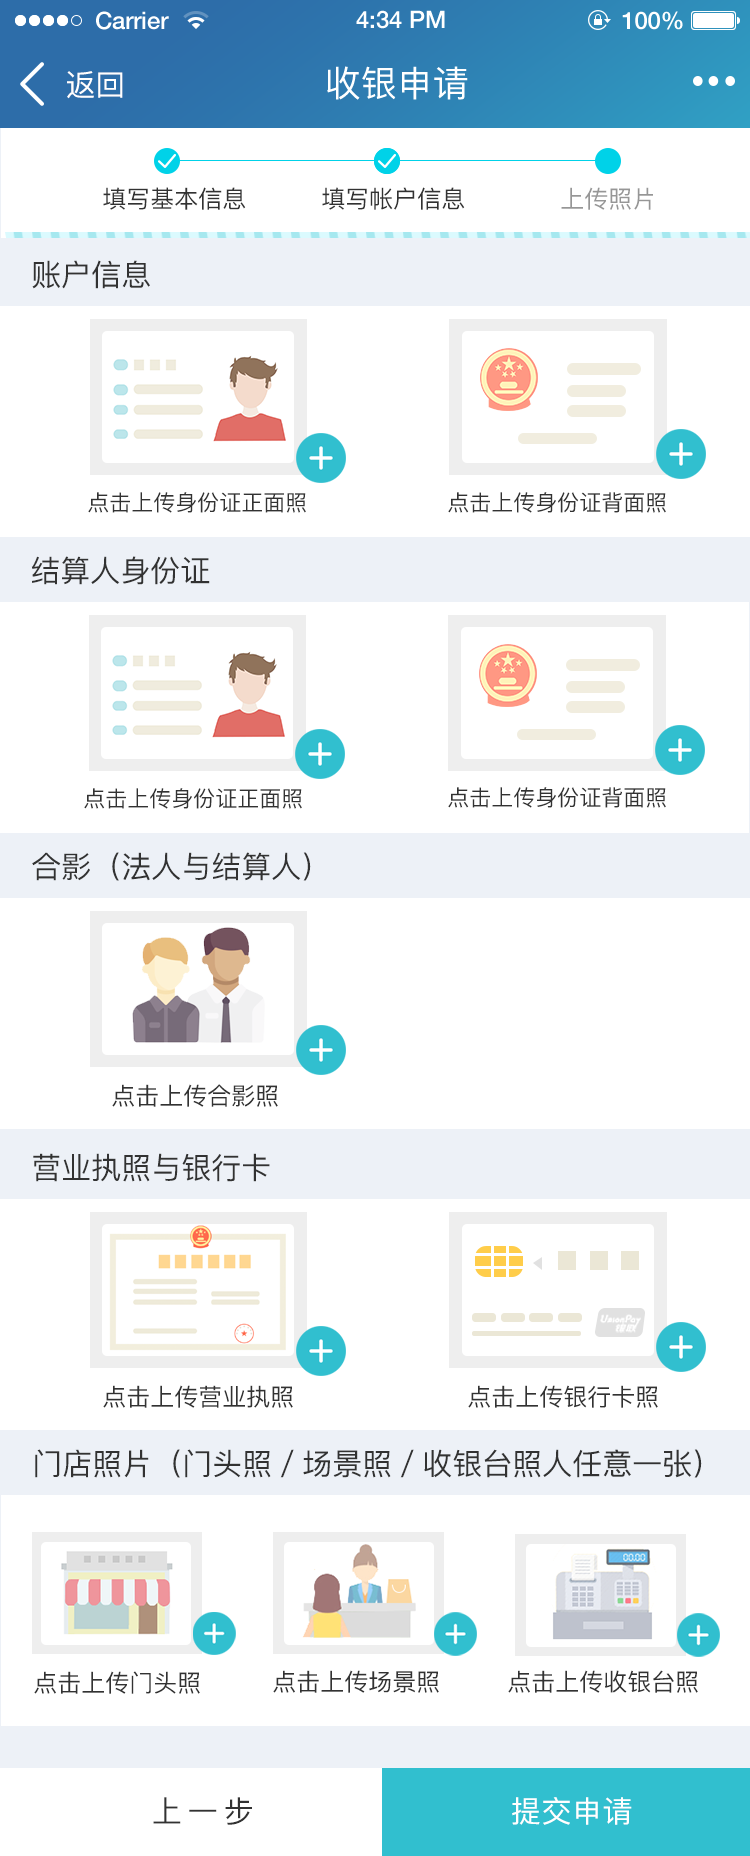 Carrier 4:34 PM 100%
返回 收银申请
填写基本信息 填写帐户信息 上传照片
账户信息
点击上传身份证正面照 点击上传身份证背面照
结算人身份证
点击上传身份证正面照 点击上传身份证背面照
合影（法人与结算人）
点击上传合影照
营业执照与银行卡
UnionPay
银联
点击上传营业执照 点击上传银行卡照
门店照片（门头照 / 场景照 / 收银台照人任意一张）
00.00
点击上传门头照 点击上传场景照 点击上传收银台照
上一步 提交申请